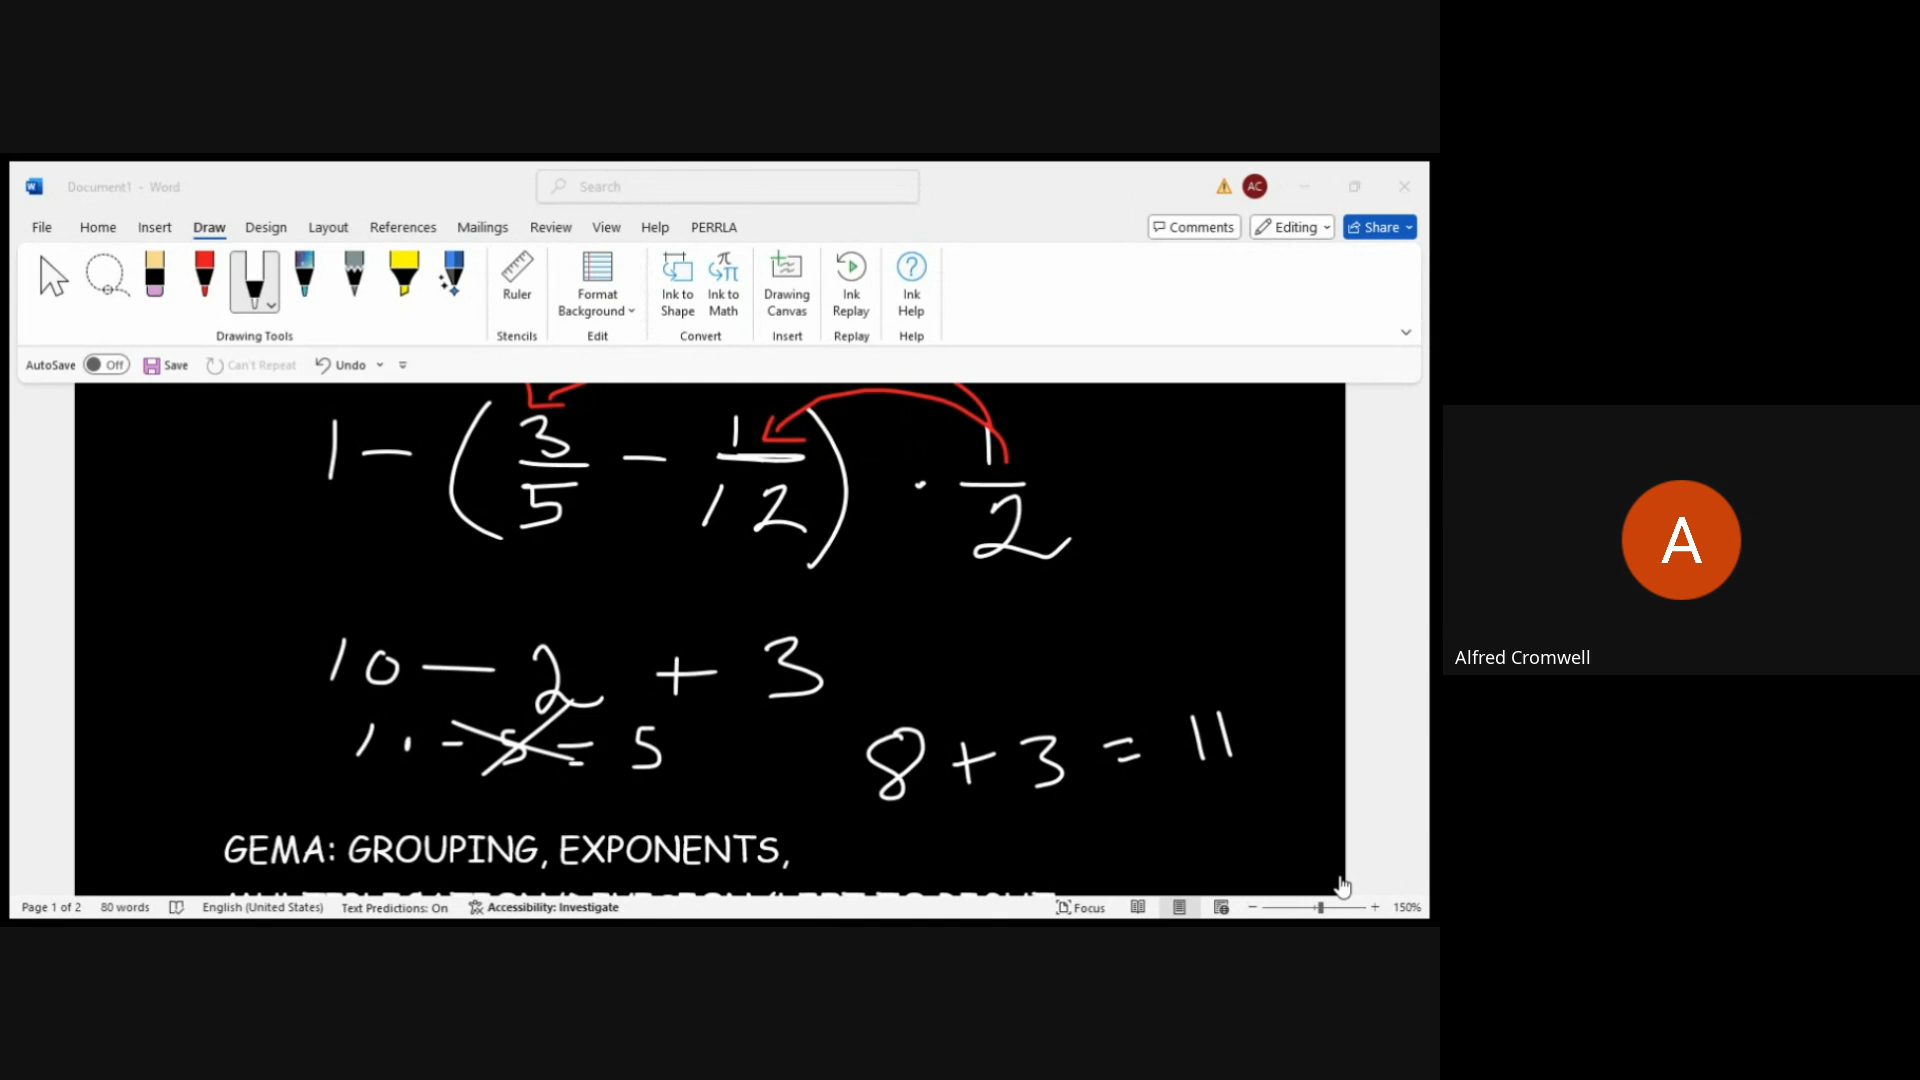 Document1 - Word
Search
AC
File Home Insert Draw Design Layout References Mailings Review View Help PERRLA
Comments Editing Share
Ruler
Format Background
Ink to Shape
Ink to Math
Drawing Canvas
Ink Replay
Ink Help
Drawing Tools Stencils Edit Convert Insert Replay Help
AutoSave Off Save Can't Repeat Undo
1 - (3/5 - 1/12) · 1/2
10 - 2 + 3
8 + 3 = 11
GEMA: GROUPING, EXPONENTS,
Page 1 of 2 80 words English (United States) Text Predictions: On Accessibility: Investigate Focus 150%
A
Alfred Cromwell